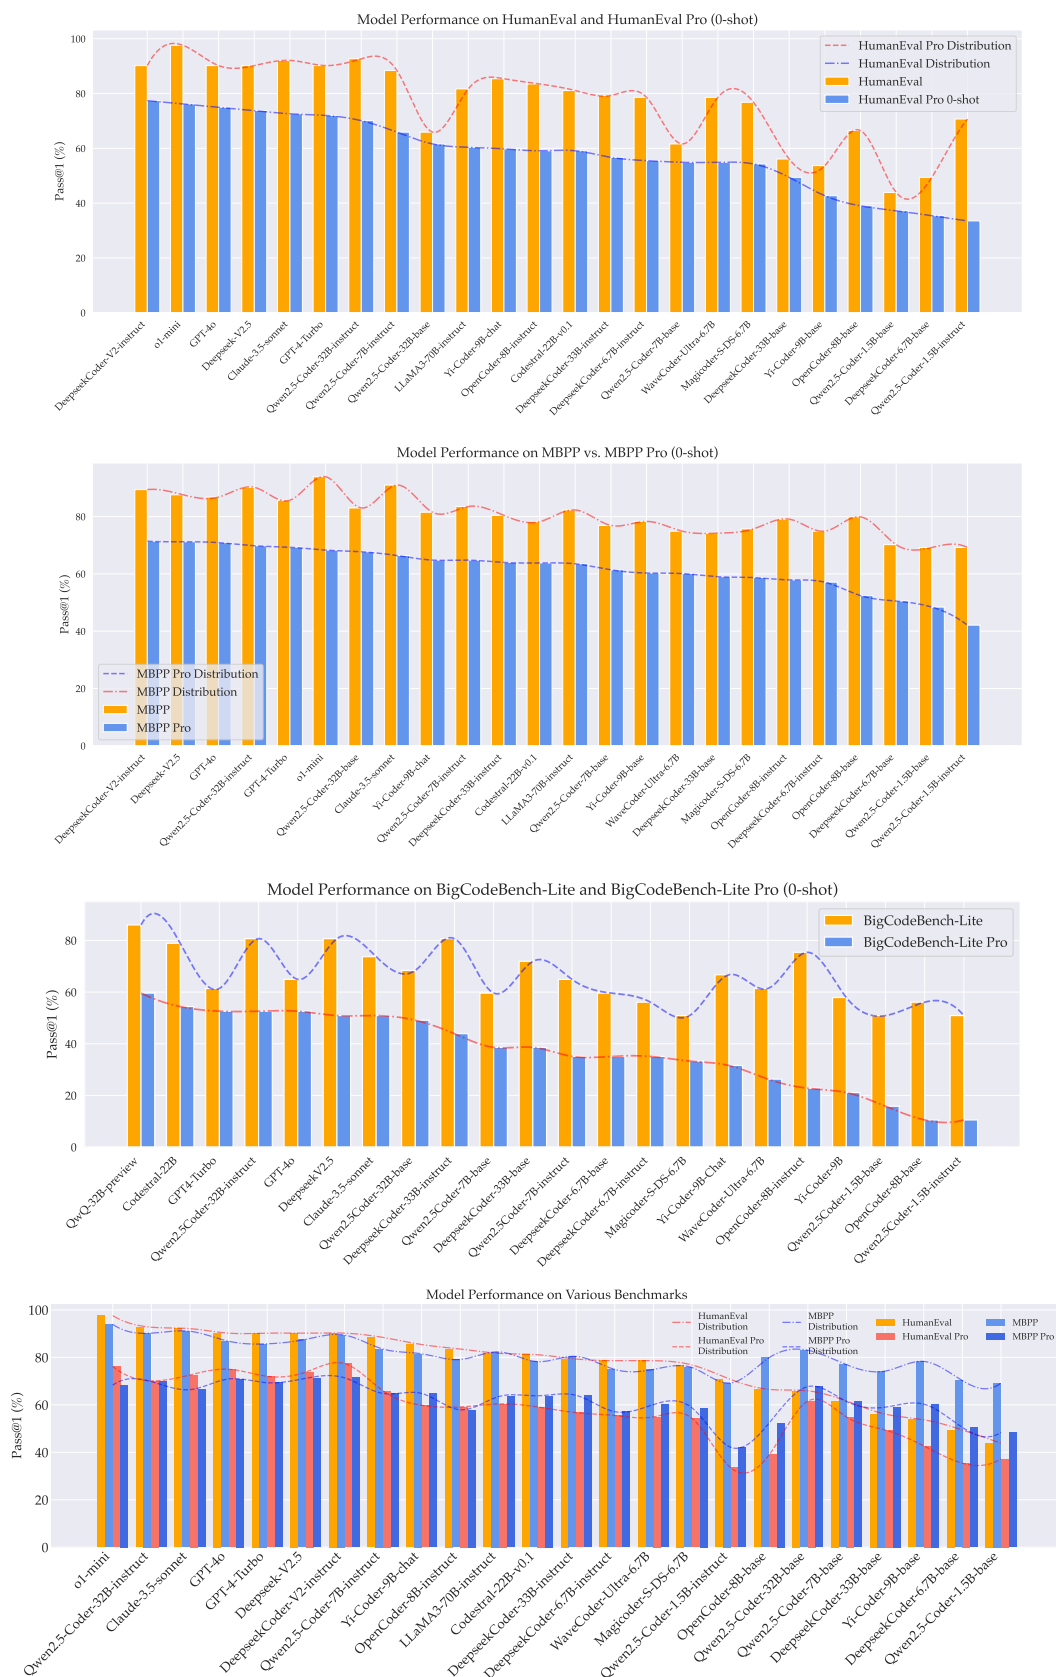 Model Performance on HumanEval and HumanEval Pro (0-shot)
100
80
60
40
20
0
Pass@1 (%)
HumanEval Pro Distribution
HumanEval Distribution
HumanEval
HumanEval Pro 0-shot
DeepseekCoder-V2-instruct
o1-mini
GPT-4o
Deepseek-V2.5
Claude-3.5-sonnet
GPT-4-Turbo
Qwen2.5-Coder-32B-instruct
Qwen2.5-Coder-7B-instruct
Qwen2.5-Coder-32B-base
LLaMA3-70B-instruct
Yi-Coder-9B-chat
OpenCoder-8B-instruct
Codestral-22B-v0.1
DeepseekCoder-33B-instruct
DeepseekCoder-6.7B-instruct
Qwen2.5-Coder-7B-base
WaveCoder-Ultra-6.7B
Magicoder-S-DS-6.7B
DeepseekCoder-33B-base
Yi-Coder-9B-base
OpenCoder-8B-base
Qwen2.5-Coder-1.5B-base
DeepseekCoder-6.7B-base
Qwen2.5-Coder-1.5B-instruct
Model Performance on MBPP vs. MBPP Pro (0-shot)
80
60
40
20
0
Pass@1 (%)
MBPP Pro Distribution
MBPP Distribution
MBPP
MBPP Pro
DeepseekCoder-V2-instruct
Deepseek-V2.5
GPT-4o
Qwen2.5-Coder-32B-instruct
GPT-4-Turbo
o1-mini
Qwen2.5-Coder-32B-base
Claude-3.5-sonnet
Yi-Coder-9B-chat
Qwen2.5-Coder-7B-instruct
DeepseekCoder-33B-instruct
Codestral-22B-v0.1
LLaMA3-70B-instruct
Qwen2.5-Coder-7B-base
Yi-Coder-9B-base
WaveCoder-Ultra-6.7B
DeepseekCoder-33B-base
Magicoder-S-DS-6.7B
OpenCoder-8B-instruct
DeepseekCoder-6.7B-instruct
OpenCoder-8B-base
DeepseekCoder-6.7B-base
Qwen2.5-Coder-1.5B-base
Qwen2.5-Coder-1.5B-instruct
Model Performance on BigCodeBench-Lite and BigCodeBench-Lite Pro (0-shot)
80
60
40
20
0
Pass@1 (%)
BigCodeBench-Lite
BigCodeBench-Lite Pro
QwQ-32B-preview
Codestral-22B
GPT4-Turbo
Qwen2.5Coder-32B-instruct
GPT-4o
DeepseekV2.5
Claude-3.5-sonnet
Qwen2.5Coder-32B-base
DeepseekCoder-33B-instruct
Qwen2.5Coder-7B-base
DeepseekCoder-33B-base
Qwen2.5Coder-7B-instruct
DeepseekCoder-6.7B-base
DeepseekCoder-6.7B-instruct
Magicoder-S-DS-6.7B
Yi-Coder-9B-Chat
WaveCoder-Ultra-6.7B
OpenCoder-8B-instruct
Yi-Coder-9B
Qwen2.5Coder-1.5B-base
OpenCoder-8B-base
Qwen2.5Coder-1.5B-instruct
Model Performance on Various Benchmarks
100
80
60
40
20
0
Pass@1 (%)
HumanEval
Distribution
HumanEval Pro
Distribution
MBPP
Distribution
MBPP Pro
Distribution
HumanEval
HumanEval Pro
MBPP
MBPP Pro
o1-mini
Qwen2.5-Coder-32B-instruct
Claude-3.5-sonnet
GPT-4o
GPT-4-Turbo
Deepseek-V2.5
DeepseekCoder-V2-instruct
Qwen2.5-Coder-7B-instruct
Yi-Coder-9B-chat
OpenCoder-8B-instruct
LLaMA3-70B-instruct
Codestral-22B-v0.1
DeepseekCoder-33B-instruct
DeepseekCoder-6.7B-instruct
WaveCoder-Ultra-6.7B
Magicoder-S-DS-6.7B
Qwen2.5-Coder-1.5B-instruct
OpenCoder-8B-base
Qwen2.5-Coder-32B-base
Qwen2.5-Coder-7B-base
DeepseekCoder-33B-base
Yi-Coder-9B-base
DeepseekCoder-6.7B-base
Qwen2.5-Coder-1.5B-base